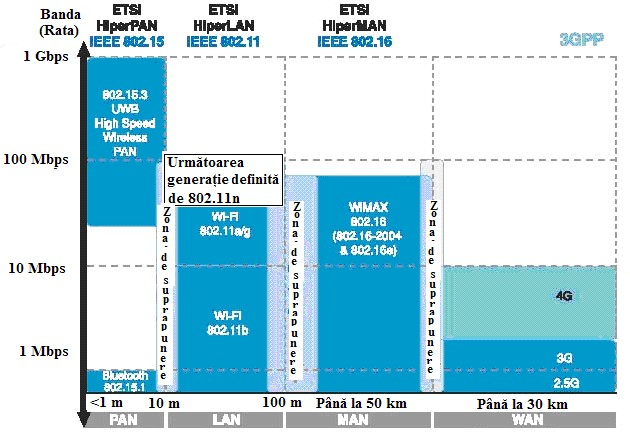 Banda
(Rata)
ETSI
HiperPAN
IEEE 802.15
ETSI
HiperLAN
IEEE 802.11
ETSI
HiperMAN
IEEE 802.16
3GPP
1 Gbps
100 Mbps
10 Mbps
1 Mbps
802.15.3
UWB
High Speed
Wireless
PAN
Bluetooth
802.15.1
Următoarea
generație definită
de 802.11n
Zona-de suprapunere
Wi-Fi
802.11a/g
Wi-Fi
802.11b
Zona-de suprapunere
WiMAX
802.16
(802.16-2004
& 802.16e)
Zona-de suprapunere
4G
3G
2.5G
<1 m
10 m
100 m
Până la 50 km
Până la 30 km
PAN
LAN
MAN
WAN